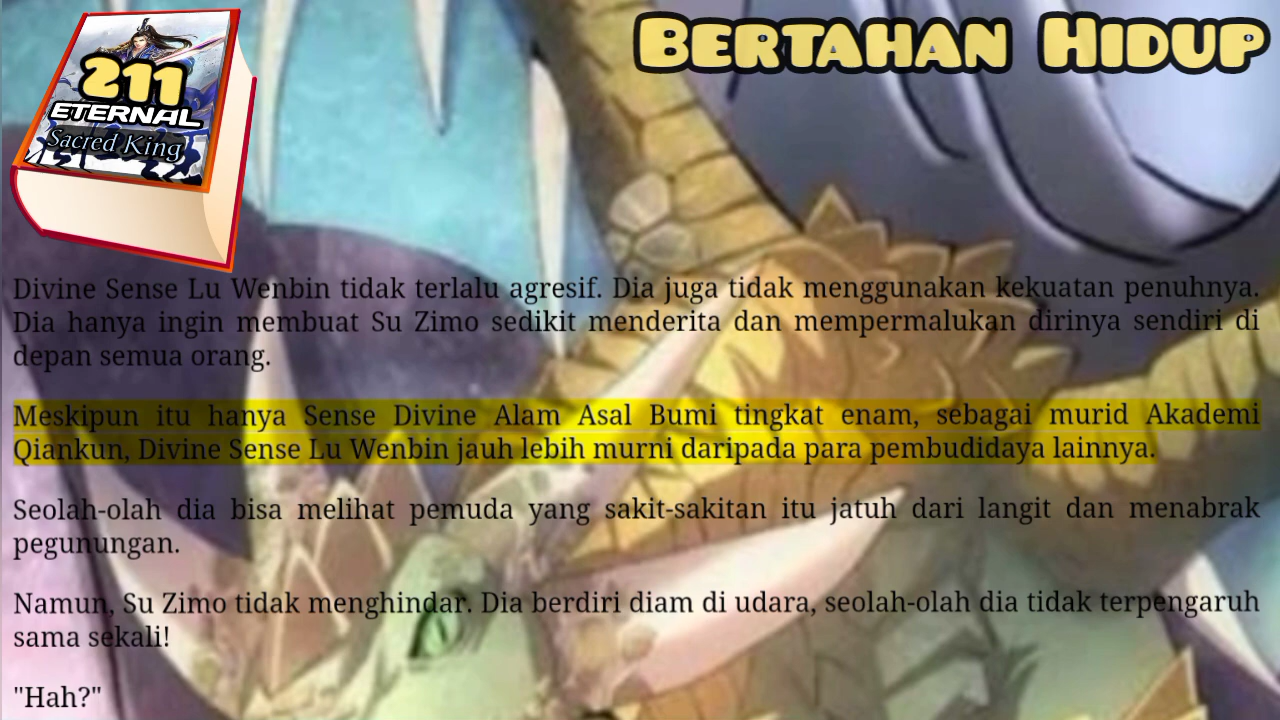 BERTAHAN HIDUP
211
ETERNAL
Sacred King
Divine Sense Lu Wenbin tidak terlalu agresif. Dia juga tidak menggunakan kekuatan penuhnya.
Dia hanya ingin membuat Su Zimo sedikit menderita dan mempermalukan dirinya sendiri di
depan semua orang.
Meskipun itu hanya Sense Divine Alam Asal Bumi tingkat enam, sebagai murid Akademi
Qiankun, Divine Sense Lu Wenbin jauh lebih murni daripada para pembudidaya lainnya.
Seolah-olah dia bisa melihat pemuda yang sakit-sakitan itu jatuh dari langit dan menabrak
pegunungan.
Namun, Su Zimo tidak menghindar. Dia berdiri diam di udara, seolah-olah dia tidak terpengaruh
sama sekali!
"Hah?"